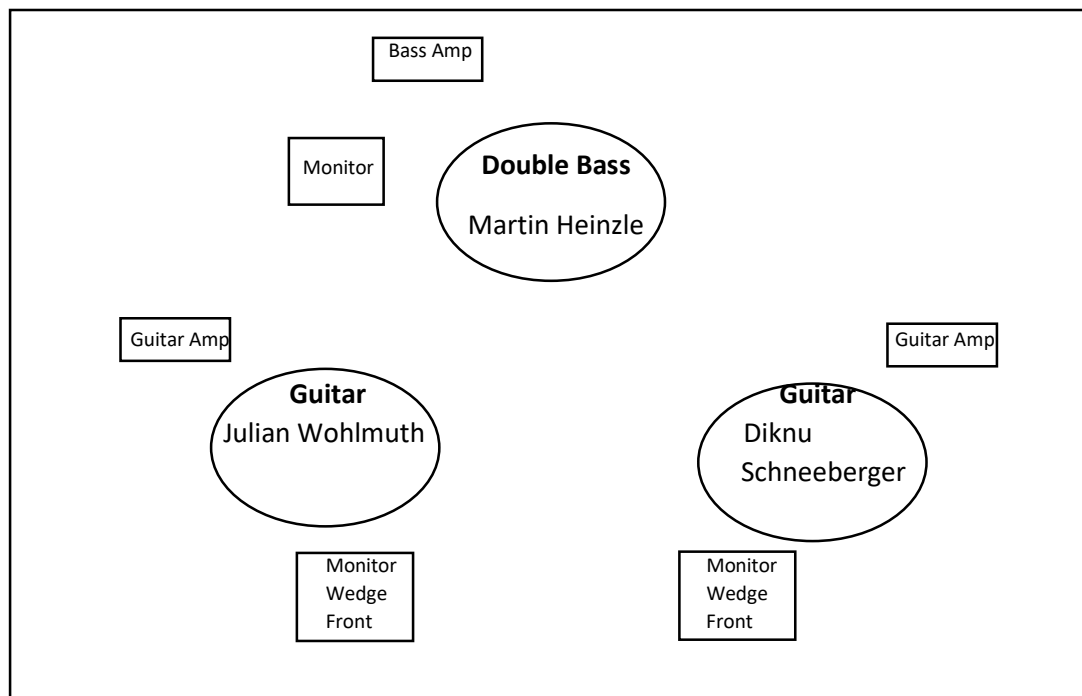 Bass Amp
Double Bass
Monitor
Martin Heinzle
Guitar Amp
Guitar Amp
Guitar
Julian Wohlmuth
Guitar
Diknu
Schneeberger
Monitor
Wedge
Front
Monitor
Wedge
Front